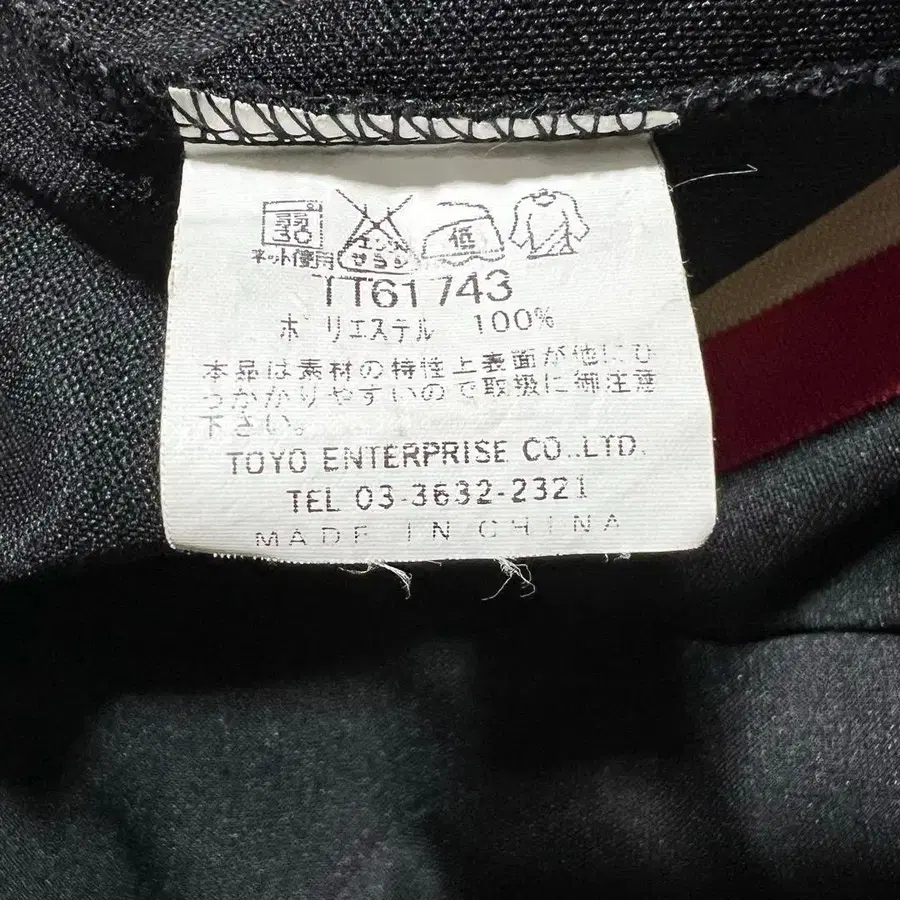 弱 30
エンソ サラシ
低
ネット使用
TT61743
ポリエステル 100%
本品は素材の特性上表面が他にひ
っかかりやすいので取扱に御注意
下さい。
TOYO ENTERPRISE CO.,LTD.
TEL 03-3632-2321
MADE IN CHINA